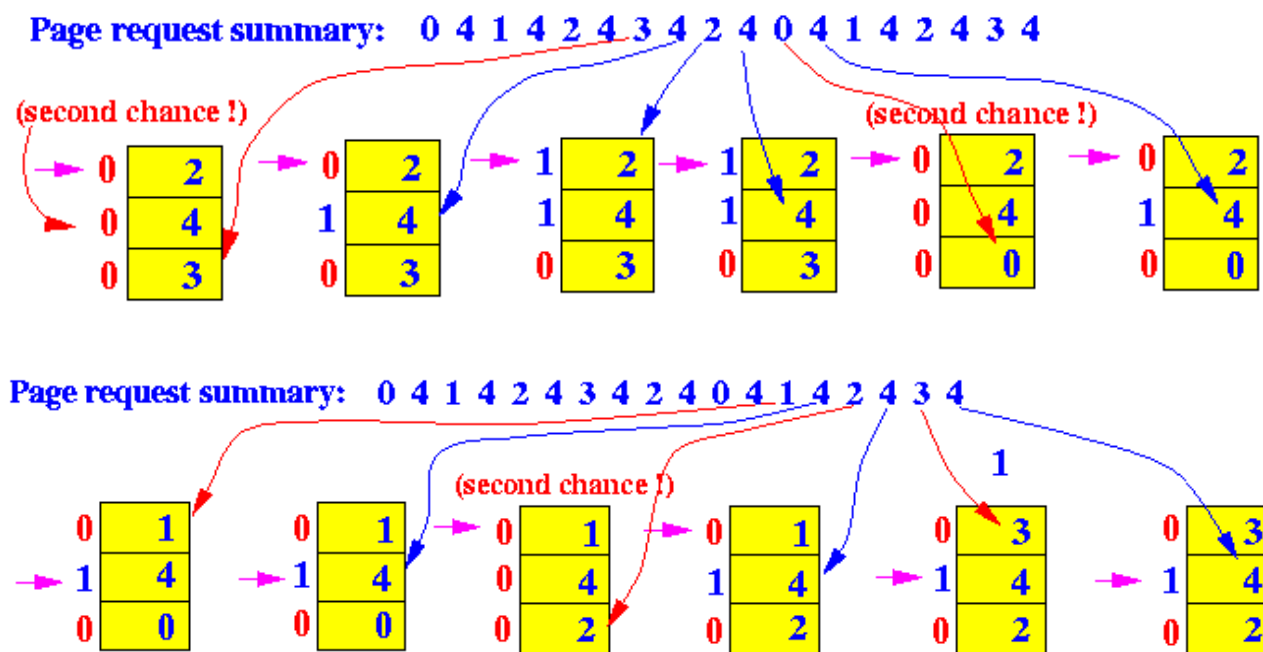 Page request summary: 0 4 1 4 2 4 3 4 2 4 0 4 1 4 2 4 3 4
(second chance !) (second chance !)
0 2 0 2 1 2 1 2 0 2 0 2
0 4 1 4 1 4 1 4 0 4 1 4
0 3 0 3 0 3 0 3 0 0 0 0
Page request summary: 0 4 1 4 2 4 3 4 2 4 0 4 1 4 2 4 3 4
1
(second chance !)
0 1 0 1 0 1 0 1 0 3 0 3
1 4 1 4 0 4 1 4 1 4 1 4
0 0 0 0 0 2 0 2 0 2 0 2